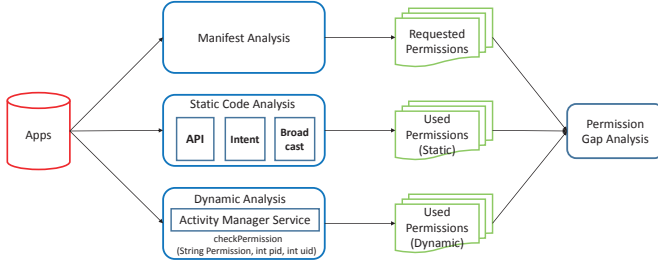 Apps
Manifest Analysis
Requested
Permissions
Static Code Analysis
API
Intent
Broad
cast
Used
Permissions
(Static)
Dynamic Analysis
Activity Manager Service
checkPermission
(String Permission, int pid, int uid)
Used
Permissions
(Dynamic)
Permission
Gap Analysis